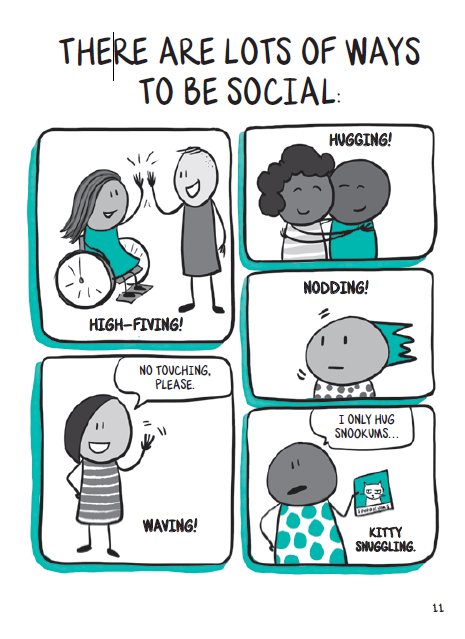 THERE ARE LOTS OF WAYS
TO BE SOCIAL:
HIGH-FIVING!
HUGGING!
NODDING!
NO TOUCHING,
PLEASE.
WAVING!
I ONLY HUG
SNOOKUMS...
KITTY
SNUGGLING.
11